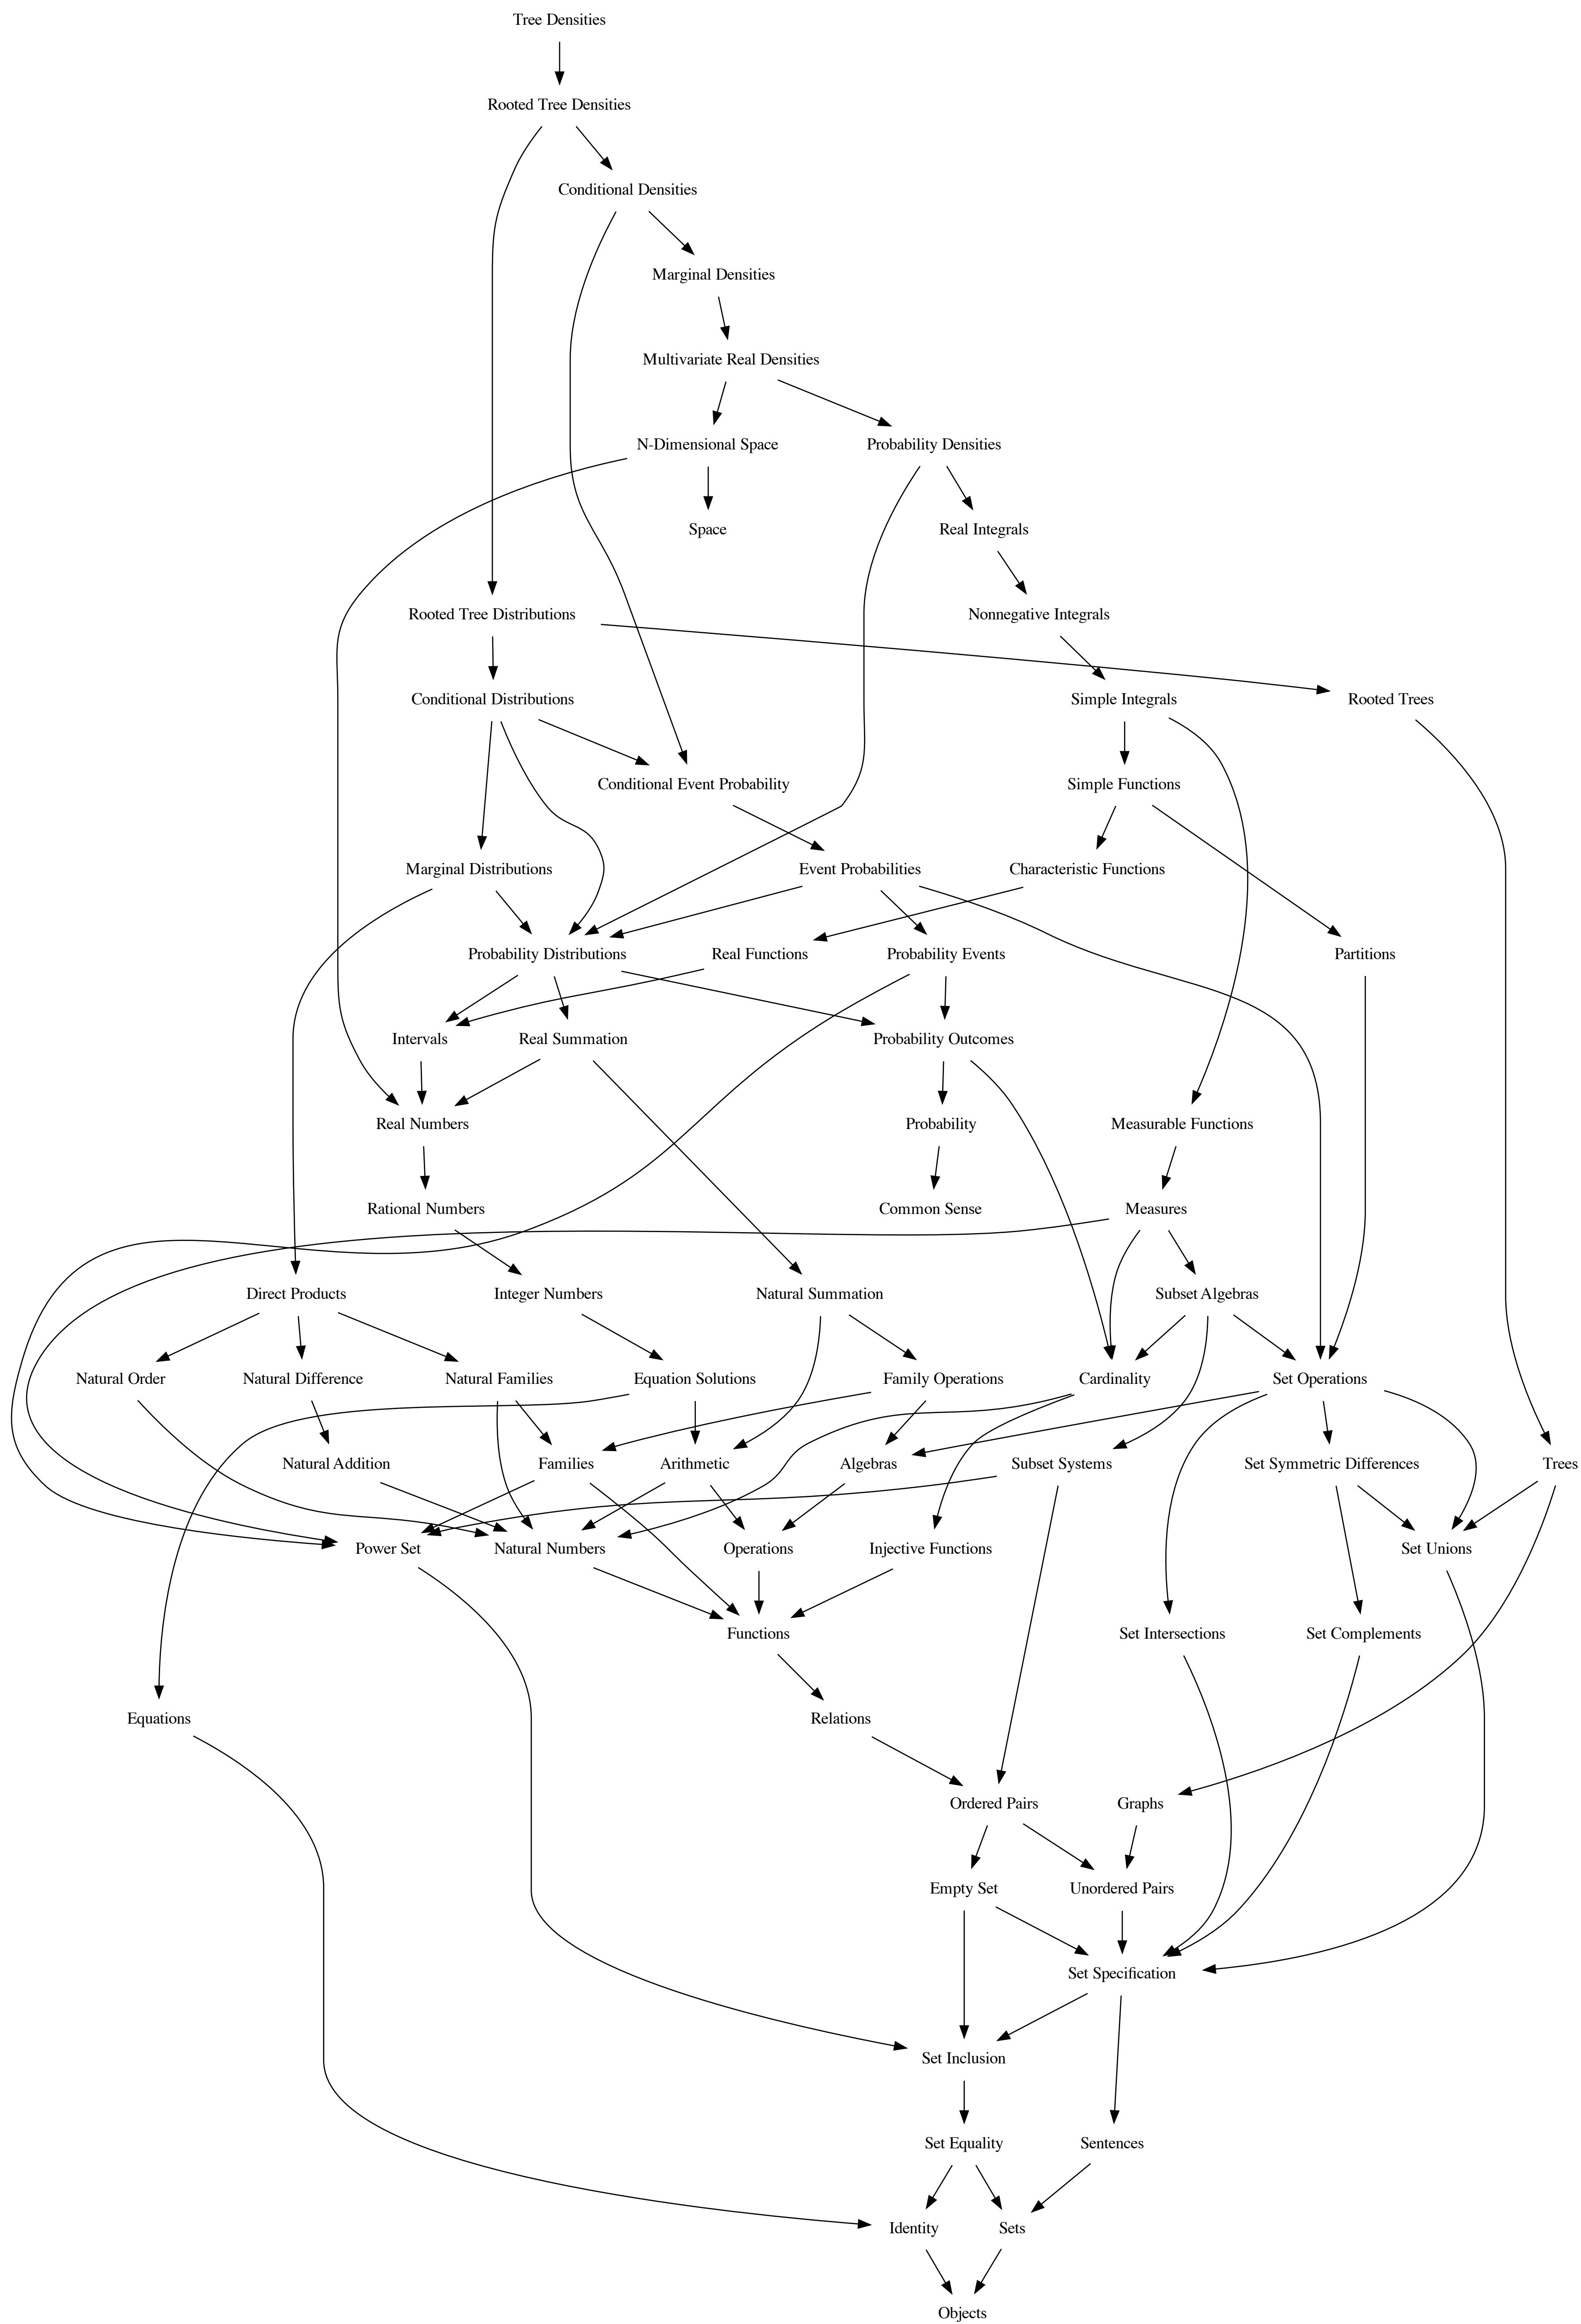 Tree Densities
Rooted Tree Densities
Conditional Densities
Marginal Densities
Multivariate Real Densities
N-Dimensional Space
Probability Densities
Space
Real Integrals
Rooted Tree Distributions
Nonnegative Integrals
Conditional Distributions
Simple Integrals
Rooted Trees
Conditional Event Probability
Simple Functions
Marginal Distributions
Event Probabilities
Characteristic Functions
Probability Distributions
Real Functions
Probability Events
Partitions
Intervals
Real Summation
Probability Outcomes
Real Numbers
Probability
Measurable Functions
Rational Numbers
Common Sense
Measures
Direct Products
Integer Numbers
Natural Summation
Subset Algebras
Natural Order
Natural Difference
Natural Families
Equation Solutions
Family Operations
Cardinality
Set Operations
Natural Addition
Families
Arithmetic
Algebras
Subset Systems
Set Symmetric Differences
Trees
Power Set
Natural Numbers
Operations
Injective Functions
Set Unions
Functions
Set Intersections
Set Complements
Equations
Relations
Ordered Pairs
Graphs
Empty Set
Unordered Pairs
Set Specification
Set Inclusion
Set Equality
Sentences
Identity
Sets
Objects